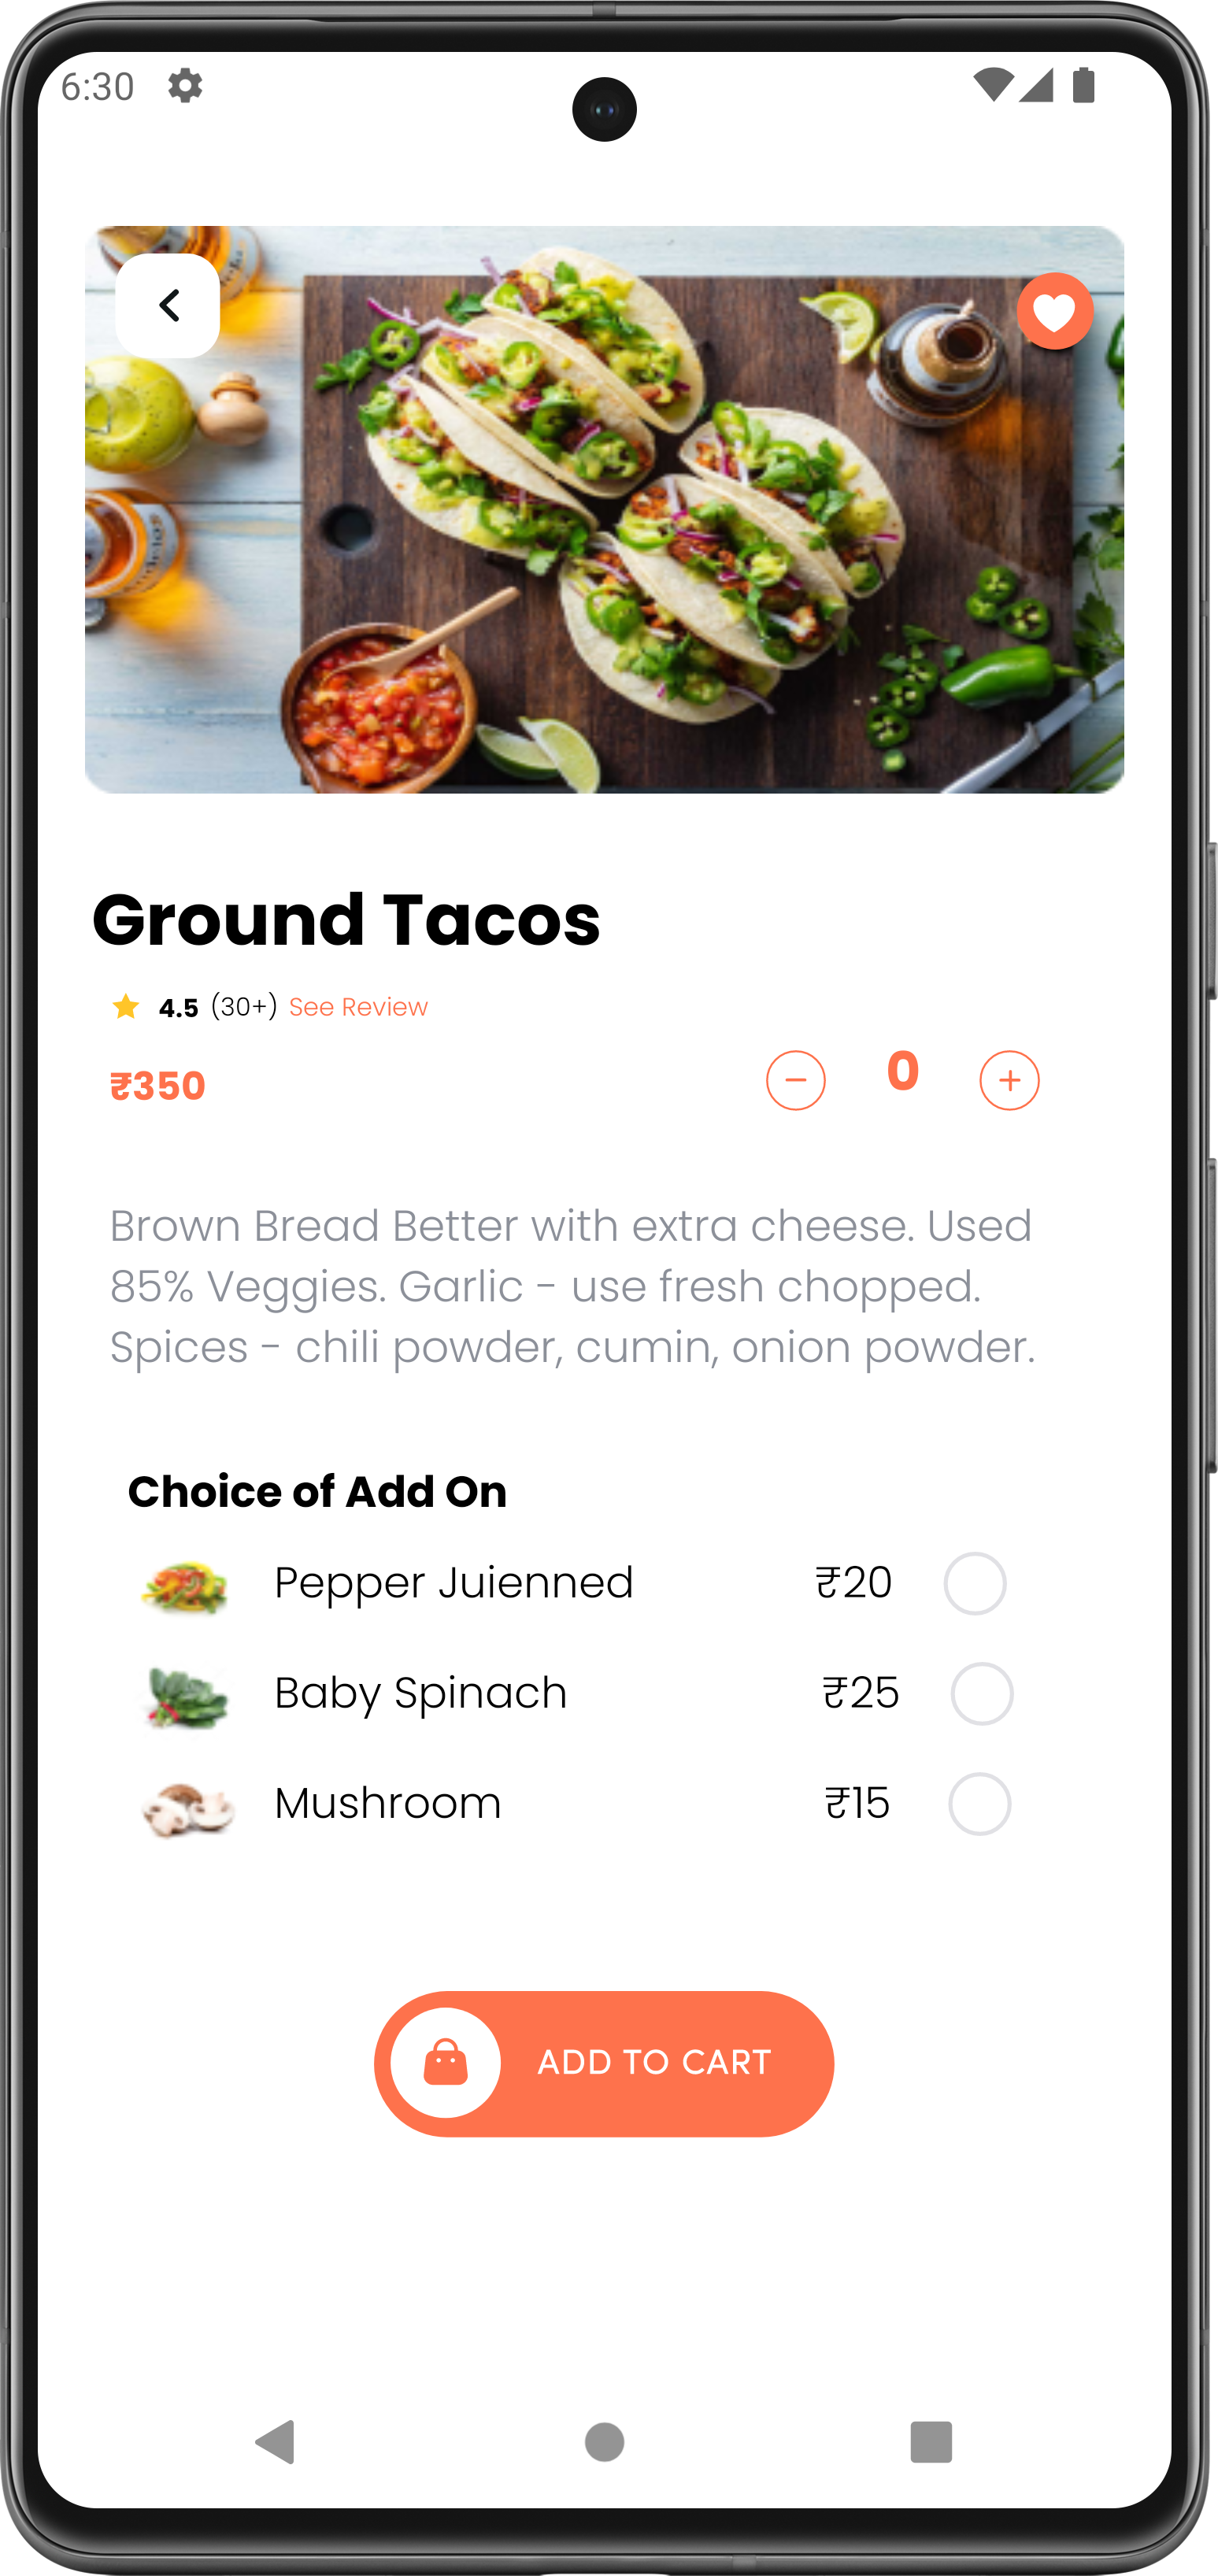 6:30
Ground Tacos
4.5 (30+) See Review
₹350
0
Brown Bread Better with extra cheese. Used
85% Veggies. Garlic - use fresh chopped.
Spices - chili powder, cumin, onion powder.
Choice of Add On
Pepper Juienned ₹20
Baby Spinach ₹25
Mushroom ₹15
ADD TO CART